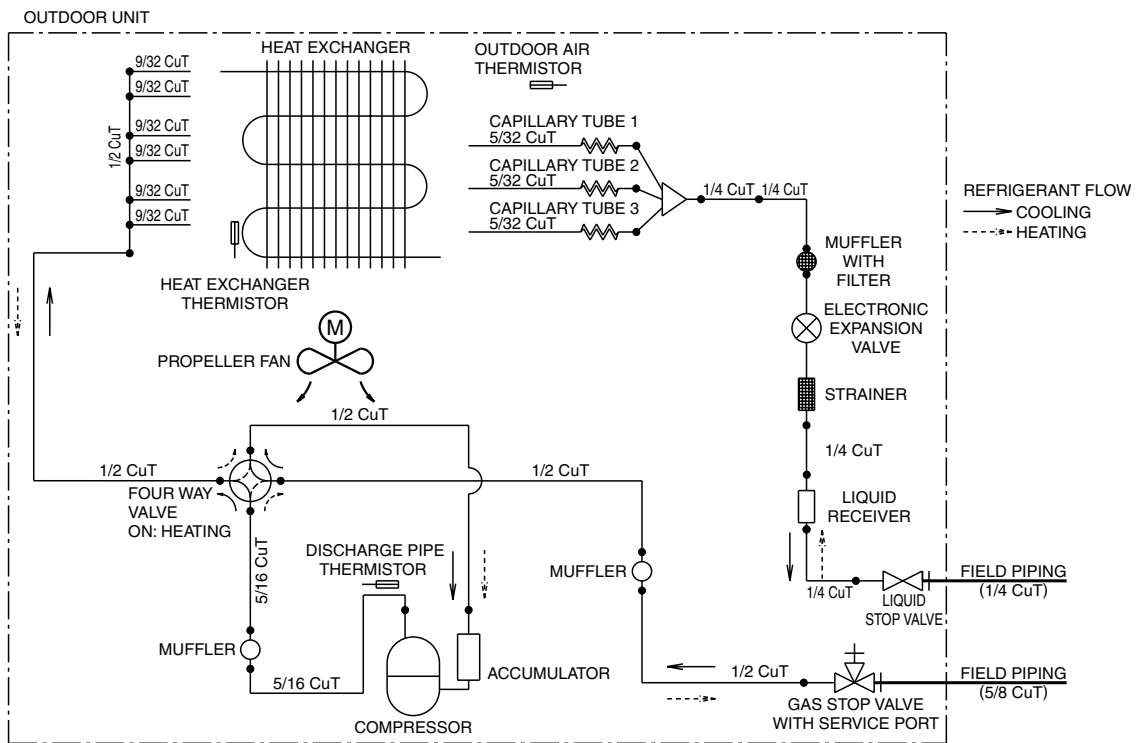 OUTDOOR UNIT
9/32 CuT
9/32 CuT
9/32 CuT
9/32 CuT
9/32 CuT
9/32 CuT
1/2 CuT
HEAT EXCHANGER
HEAT EXCHANGER
THERMISTOR
OUTDOOR AIR
THERMISTOR
CAPILLARY TUBE 1
5/32 CuT
CAPILLARY TUBE 2
5/32 CuT
CAPILLARY TUBE 3
5/32 CuT
1/4 CuT
1/4 CuT
REFRIGERANT FLOW
COOLING
HEATING
MUFFLER
WITH
FILTER
ELECTRONIC
EXPANSION
VALVE
STRAINER
1/4 CuT
LIQUID
RECEIVER
M
PROPELLER FAN
1/2 CuT
1/2 CuT
1/2 CuT
FOUR WAY
VALVE
ON: HEATING
5/16 CuT
DISCHARGE PIPE
THERMISTOR
MUFFLER
1/4 CuT
LIQUID
STOP VALVE
FIELD PIPING
(1/4 CuT)
MUFFLER
5/16 CuT
COMPRESSOR
ACCUMULATOR
1/2 CuT
GAS STOP VALVE
WITH SERVICE PORT
FIELD PIPING
(5/8 CuT)